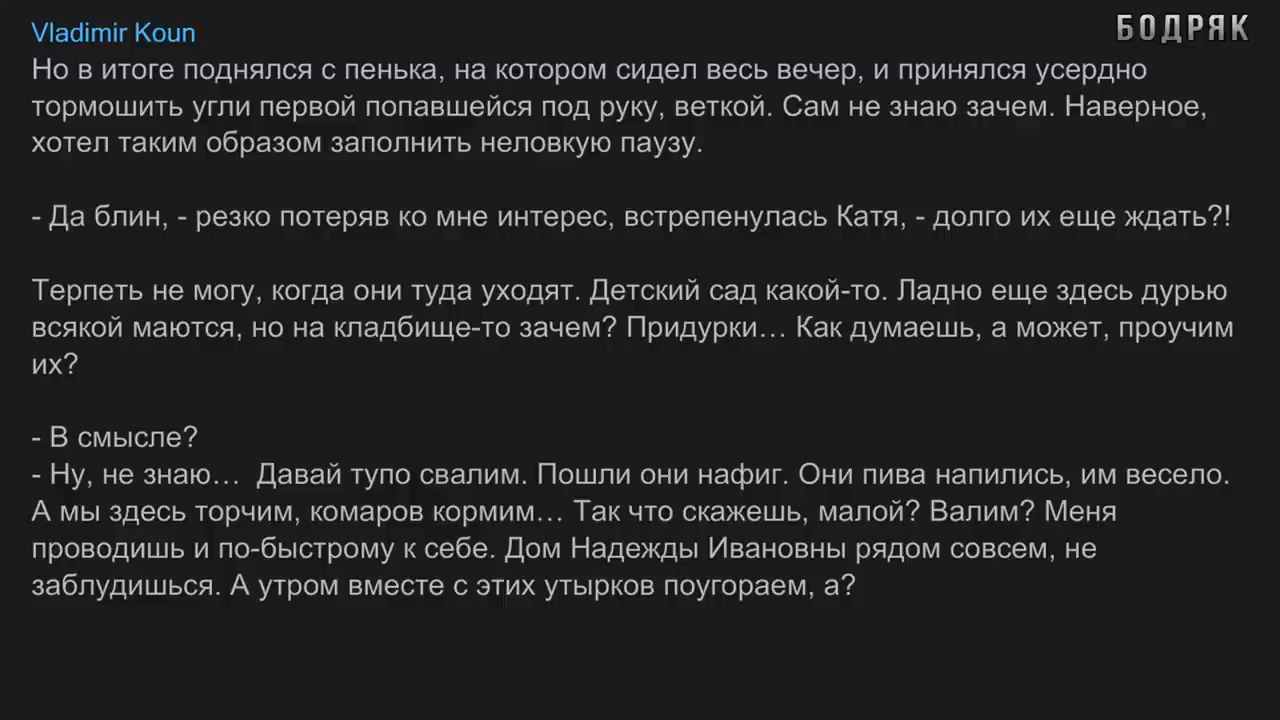 Vladimir Koun
БОДРЯК
Но в итоге поднялся с пенька, на котором сидел весь вечер, и принялся усердно
тормошить угли первой попавшейся под руку, веткой. Сам не знаю зачем. Наверное,
хотел таким образом заполнить неловкую паузу.
- Да блин, - резко потеряв ко мне интерес, встрепенулась Катя, - долго их еще ждать?!
Терпеть не могу, когда они туда уходят. Детский сад какой-то. Ладно еще здесь дурью
всякой маются, но на кладбище-то зачем? Придурки… Как думаешь, а может, проучим
их?
- В смысле?
- Ну, не знаю…  Давай тупо свалим. Пошли они нафиг. Они пива напились, им весело.
А мы здесь торчим, комаров кормим… Так что скажешь, малой? Валим? Меня
проводишь и по-быстрому к себе. Дом Надежды Ивановны рядом совсем, не
заблудишься. А утром вместе с этих утырков поугораем, а?